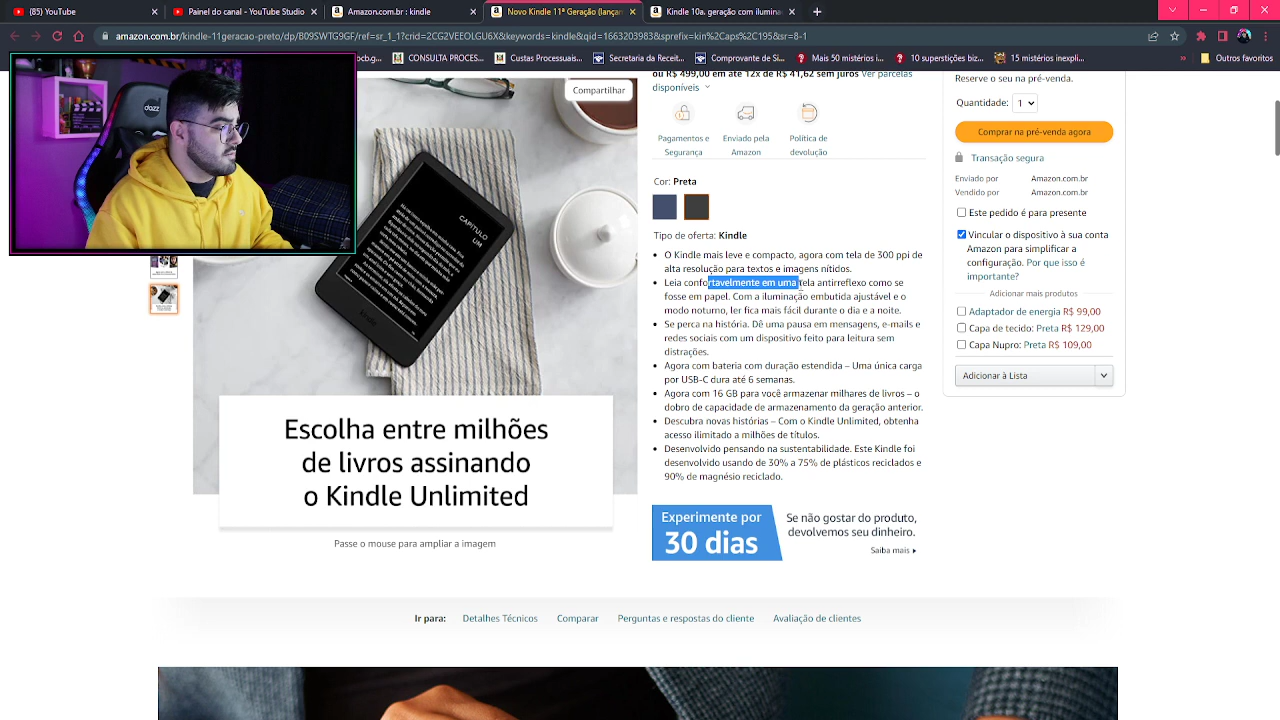 (85) YouTube
Painel do canal - YouTube Studio
Amazon.com.br : kindle
Novo Kindle 11ª Geração (lançam
Kindle 10a. geração com ilumin
amazon.com.br/kindle-11geracao-preto/dp/B09SWTG9GF/ref=sr_1_1?crid=2CG2VEEOLGU6X&keywords=kindle&qid=1663203983&sprefix=kin%2Caps%2C195&sr=8-1
ocb.g...
CONSULTA PROCES...
Custas Processuais...
Secretaria da Receit...
Comprovante de Si...
Mais 50 mistérios i...
10 superstições biz...
15 mistérios inexpli...
Outros favoritos
dazz
Compartilhar
CAPÍTULO
UM
kindle
Escolha entre milhões
de livros assinando
o Kindle Unlimited
Passe o mouse para ampliar a imagem
ou R$ 499,00 em até 12x de R$ 41,62 sem juros Ver parcelas
disponíveis
Pagamentos e
Segurança
Enviado pela
Amazon
Política de
devolução
Cor: Preta
Tipo de oferta: Kindle
• O Kindle mais leve e compacto, agora com tela de 300 ppi de
alta resolução para textos e imagens nítidos.
• Leia confortavelmente em uma tela antirreflexo como se
fosse em papel. Com a iluminação embutida ajustável e o
modo noturno, ler fica mais fácil durante o dia e a noite.
• Se perca na história. Dê uma pausa em mensagens, e-mails e
redes sociais com um dispositivo feito para leitura sem
distrações.
• Agora com bateria com duração estendida – Uma única carga
por USB-C dura até 6 semanas.
• Agora com 16 GB para você armazenar milhares de livros – o
dobro de capacidade de armazenamento da geração anterior.
• Descubra novas histórias – Com o Kindle Unlimited, obtenha
acesso ilimitado a milhões de títulos.
• Desenvolvido pensando na sustentabilidade. Este Kindle foi
desenvolvido usando de 30% a 75% de plásticos reciclados e
90% de magnésio reciclado.
Experimente por
30 dias
Se não gostar do produto,
devolvemos seu dinheiro.
Saiba mais
Reserve o seu na pré-venda.
Quantidade: 1
Comprar na pré-venda agora
Transação segura
Enviado por Amazon.com.br
Vendido por Amazon.com.br
Este pedido é para presente
Vincular o dispositivo à sua conta
Amazon para simplificar a
configuração. Por que isso é
importante?
Adicionar mais produtos
Adaptador de energia R$ 99,00
Capa de tecido: Preta R$ 129,00
Capa Nupro: Preta R$ 109,00
Adicionar à Lista
Ir para: Detalhes Técnicos Comparar Perguntas e respostas do cliente Avaliação de clientes